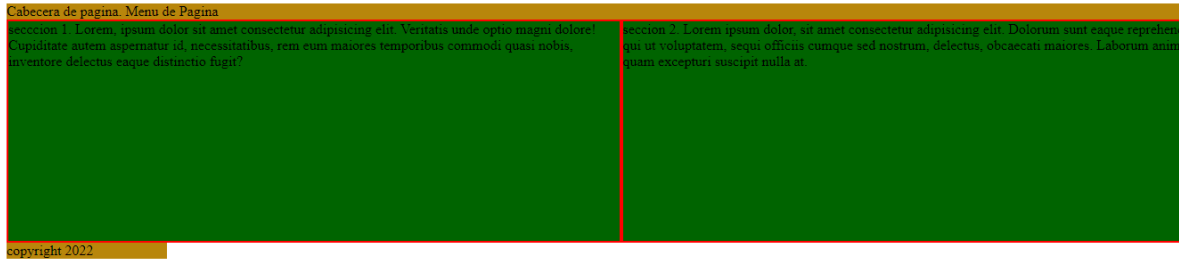 Cabecera de pagina. Menu de Pagina
secccion 1. Lorem, ipsum dolor sit amet consectetur adipisicing elit. Veritatis unde optio magni dolore!
Cupiditate autem aspernatur id, necessitatibus, rem eum maiores temporibus commodi quasi nobis,
inventore delectus eaque distinctio fugit?
seccion 2. Lorem ipsum dolor, sit amet consectetur adipisicing elit. Dolorum sunt eaque
qui ut voluptatem, sequi officiis cumque sed nostrum, delectus, obcaecati maiores. Laborum
quam excepturi suscipit nulla at.
copyright 2022